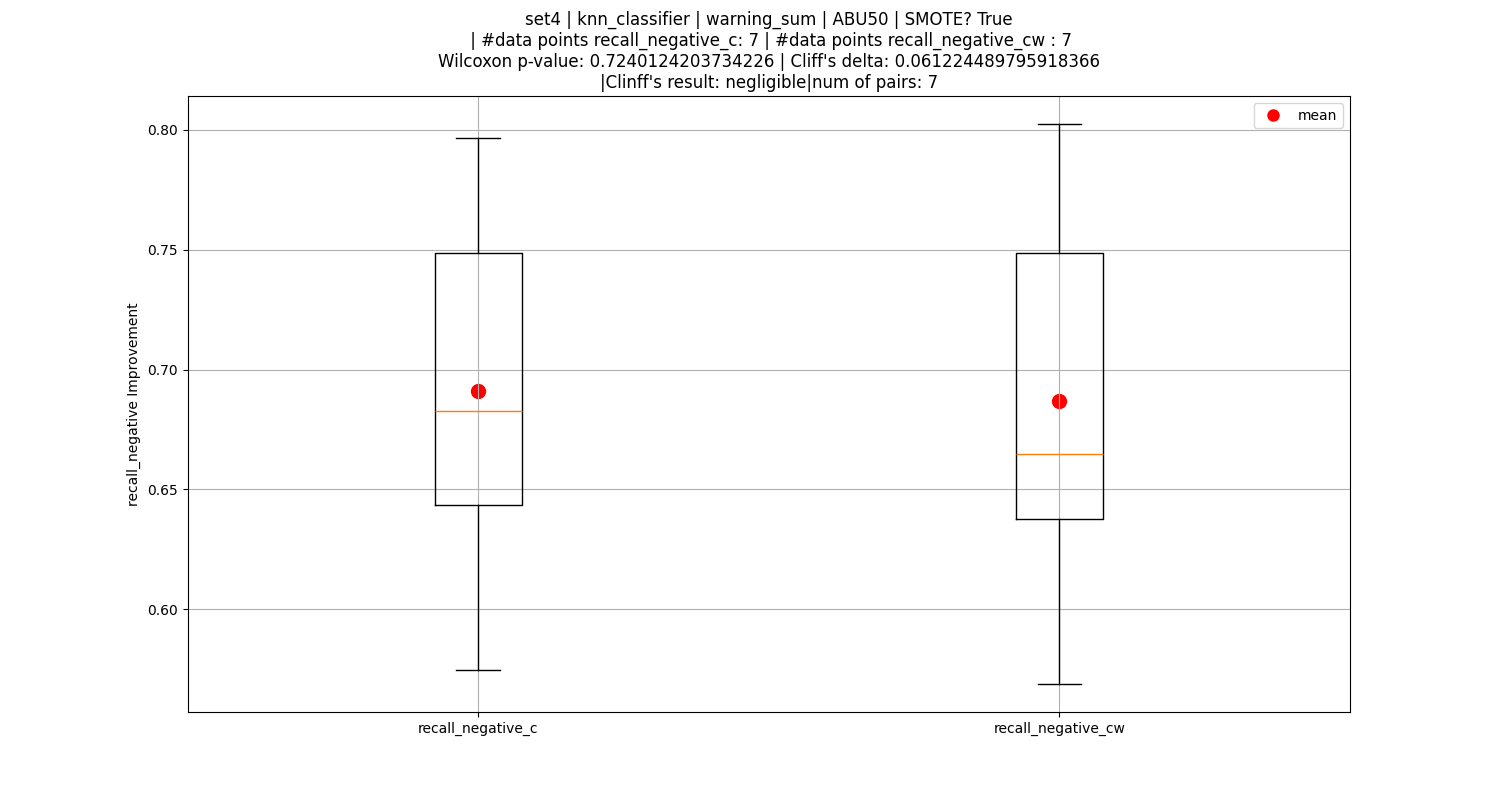 set4 | knn_classifier | warning_sum | ABU50 | SMOTE? True
| #data points recall_negative_c: 7 | #data points recall_negative_cw : 7
Wilcoxon p-value: 0.7240124203734226 | Cliff's delta: 0.061224489795918366
|Clinff's result: negligible|num of pairs: 7
mean
0.80
0.75
0.70
0.65
0.60
recall_negative Improvement
recall_negative_c
recall_negative_cw